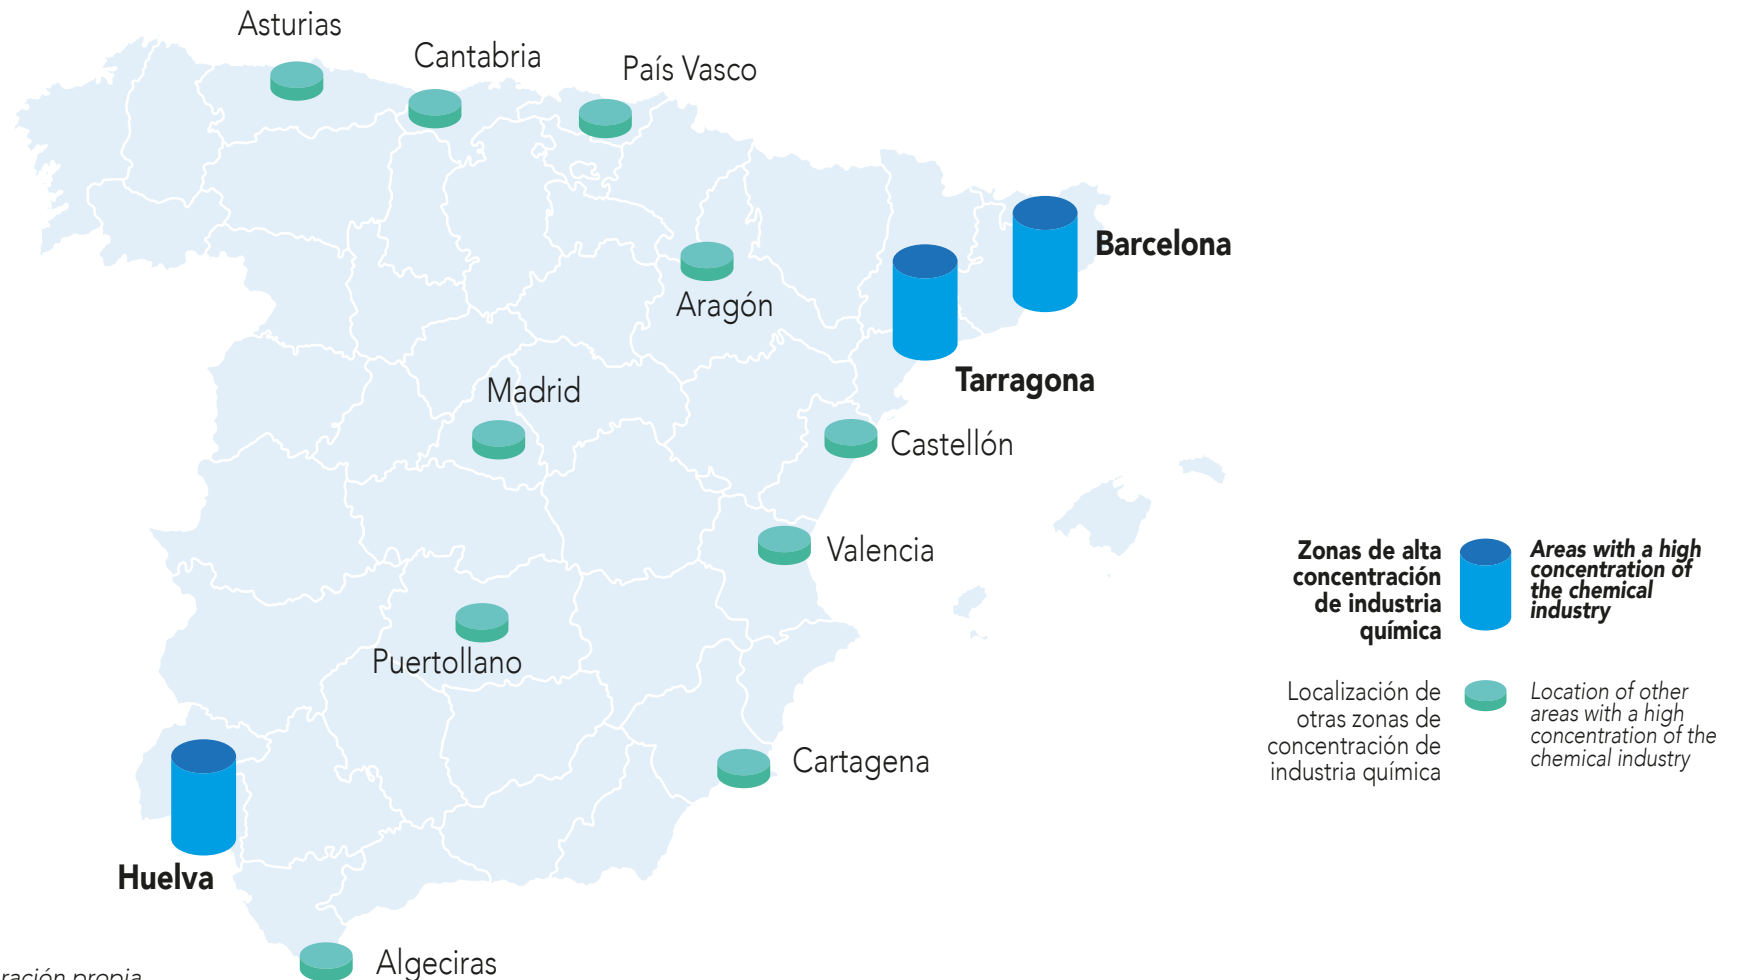 Asturias
Cantabria
País Vasco
Barcelona
Aragón
Tarragona
Madrid
Castellón
Valencia
Puertollano
Cartagena
Huelva
Algeciras
Zonas de alta
concentración
de industria
química
Areas with a high
concentration of
the chemical
industry
Localización de
otras zonas de
concentración de
industria química
Location of other
areas with a high
concentration of the
chemical industry
propia